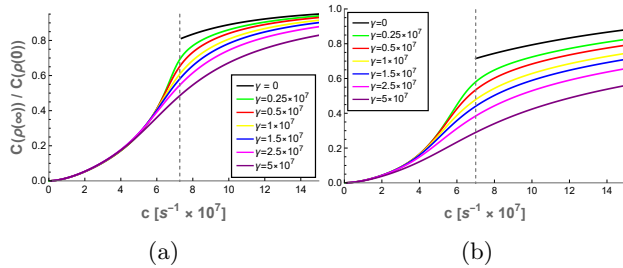 C(ρ(∞)) / C(ρ(0))
0.8
0.6
0.4
0.2
0.0
0 2 4 6 8 10 12 14
c [s⁻¹ × 10⁷]
γ = 0
γ=0.25×10⁷
γ=0.5×10⁷
γ=1×10⁷
γ=1.5×10⁷
γ=2.5×10⁷
γ=5×10⁷
(a)
1.0
0.8
0.6
0.4
0.2
0.0
0 2 4 6 8 10 12 14
c [s⁻¹ × 10⁷]
γ=0
γ=0.25×10⁷
γ=0.5×10⁷
γ=1×10⁷
γ=1.5×10⁷
γ=2.5×10⁷
γ=5×10⁷
(b)